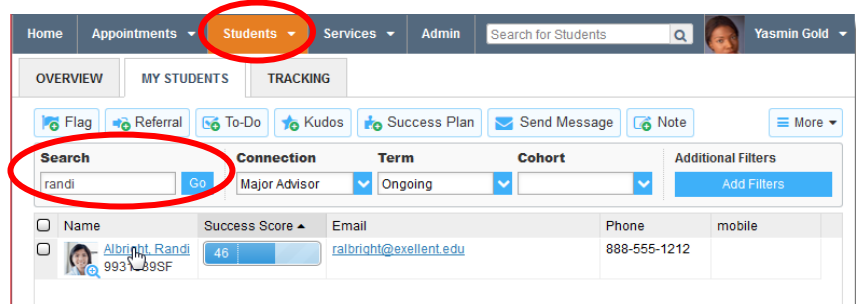 Home Appointments Students Services Admin Search for Students Yasmin Gold
OVERVIEW MY STUDENTS TRACKING
Flag Referral To-Do Kudos Success Plan Send Message Note More
Search Connection Term Cohort Additional Filters
randi Go Major Advisor Ongoing Add Filters
Name Success Score Email Phone mobile
Albright, Randi 46 ralbright@exellent.edu 888-555-1212